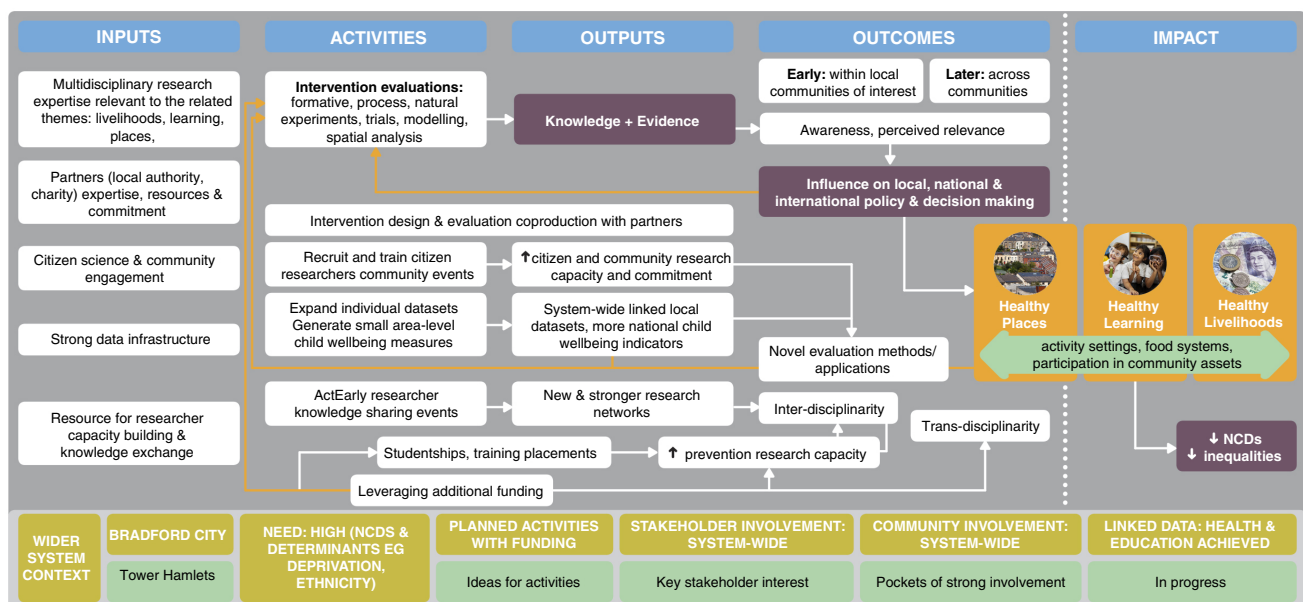 INPUTS
ACTIVITIES
OUTPUTS
OUTCOMES
IMPACT
Multidisciplinary research
expertise relevant to the related
themes: livelihoods, learning,
places,
Partners (local authority,
charity) expertise, resources &
commitment
Citizen science & community
engagement
Strong data infrastructure
Resource for researcher
capacity building &
knowledge exchange
Intervention evaluations:
formative, process, natural
experiments, trials, modelling,
spatial analysis
Knowledge + Evidence
Early: within local
communities of interest
Later: across
communities
Awareness, perceived relevance
Influence on local, national &
international policy & decision making
Intervention design & evaluation coproduction with partners
Recruit and train citizen
researchers community events
↑citizen and community research
capacity and commitment
Expand individual datasets
Generate small area-level
child wellbeing measures
System-wide linked local
datasets, more national child
wellbeing indicators
Novel evaluation methods/
applications
ActEarly researcher
knowledge sharing events
New & stronger research
networks
Inter-disciplinarity
Trans-disciplinarity
Studentships, training placements
↑ prevention research capacity
Leveraging additional funding
Healthy
Places
Healthy
Learning
Healthy
Livelihoods
activity settings, food systems,
participation in community assets
↓ NCDs
↓ inequalities
WIDER
SYSTEM
CONTEXT
BRADFORD CITY
Tower Hamlets
NEED: HIGH (NCDS &
DETERMINANTS EG
DEPRIVATION,
ETHNICITY)
PLANNED ACTIVITIES
WITH FUNDING
Ideas for activities
STAKEHOLDER INVOLVEMENT:
SYSTEM-WIDE
Key stakeholder interest
COMMUNITY INVOLVEMENT:
SYSTEM-WIDE
Pockets of strong involvement
LINKED DATA: HEALTH &
EDUCATION ACHIEVED
In progress